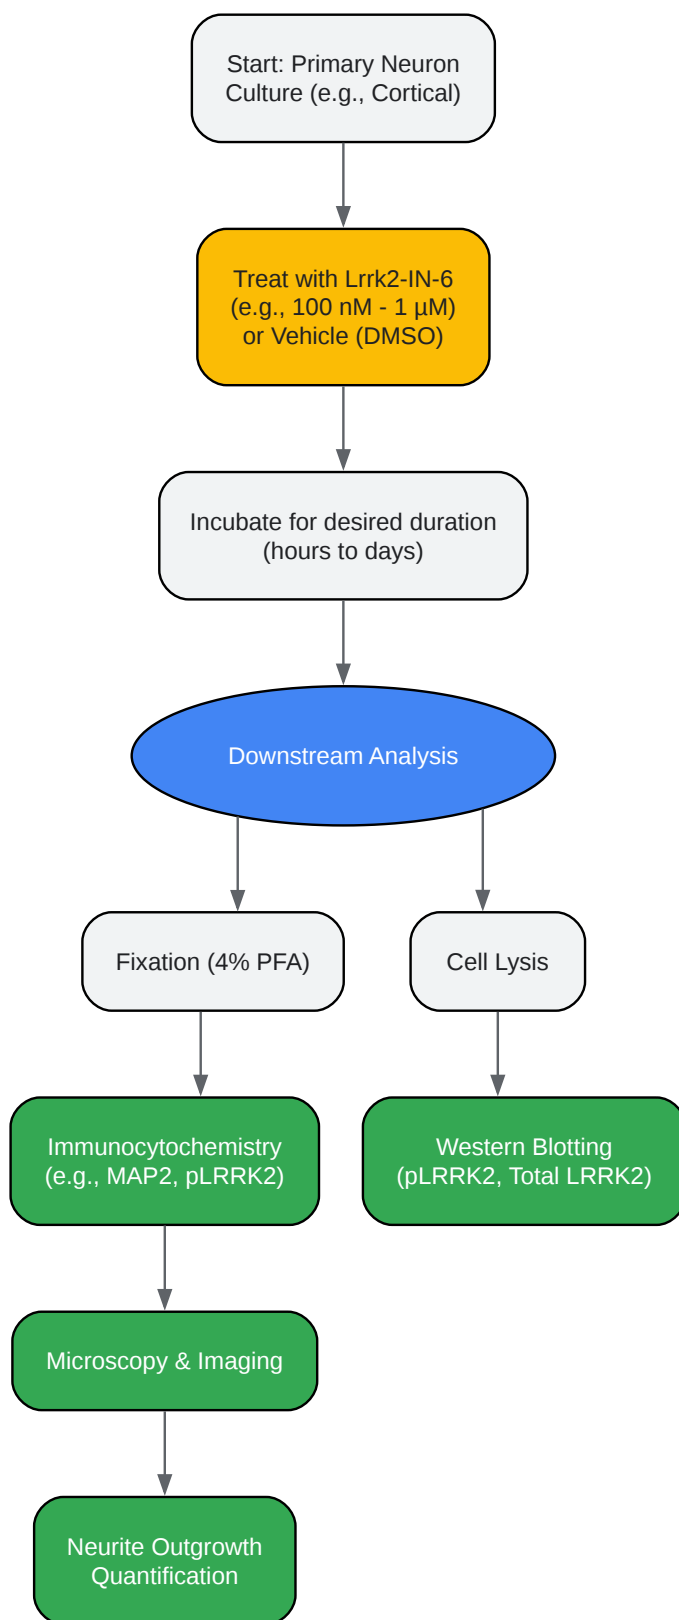 Start: Primary Neuron
Culture (e.g., Cortical)
Treat with Lrrk2-IN-6
(e.g., 100 nM - 1 µM)
or Vehicle (DMSO)
Incubate for desired duration
(hours to days)
Downstream Analysis
Fixation (4% PFA)
Cell Lysis
Immunocytochemistry
(e.g., MAP2, pLRRK2)
Western Blotting
(pLRRK2, Total LRRK2)
Microscopy & Imaging
Neurite Outgrowth
Quantification